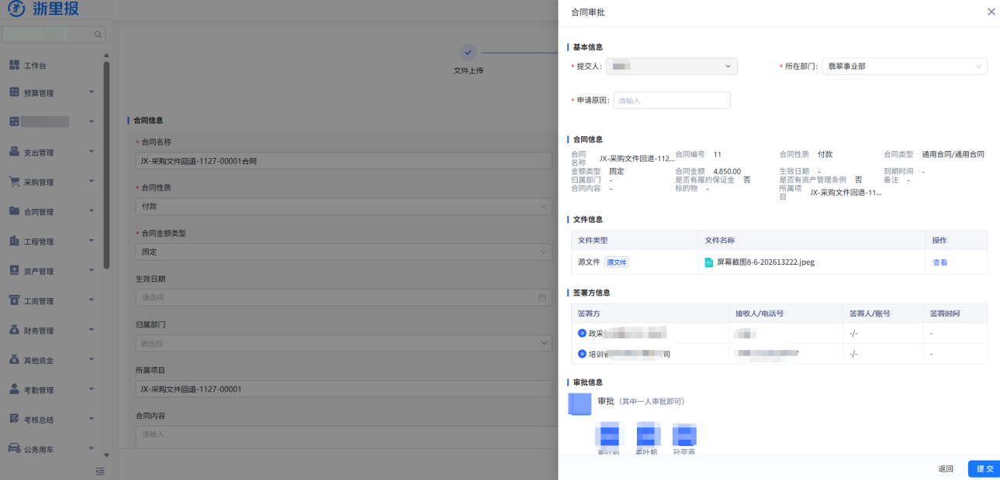 浙里报
工作台
预算管理
支出管理
采购管理
合同管理
工程管理
资产管理
工资管理
财务管理
其他资金
考勤管理
考核总结
公务用车
文件上传
合同信息
* 合同名称
JX-采购文件回退-1127-00001合同
* 合同性质
付款
* 合同金额类型
固定
生效日期
请选择
归属部门
请选择
所属项目
JX-采购文件回退-1127-00001
合同内容
请输入
合同审批
基本信息
* 提交人:
* 所在部门: 翡翠事业部
* 申请原因: 请输入
合同信息
合同名称 JX-采购文件回退-112... 合同编号 11 合同性质 付款 合同类型 通用合同/通用合同
金额类型 固定 合同金额 4,850.00 生效日期 - 到期时间 -
归属部门 - 是否有履约保证金 否 是否有资产管理条例 否 备注 -
合同内容 - 标的物 - 所属项目 JX-采购文件回退-11...
文件信息
文件类型 文件名称 操作
源文件 源文件 屏幕截图8-6-202613222.jpeg 查看
签署方信息
签署方 接收人/电话号 签署人/账号 签署时间
政采 -/- -
培训 司 -/- -
审批信息
审批 (其中一人审批即可)
返回 提交